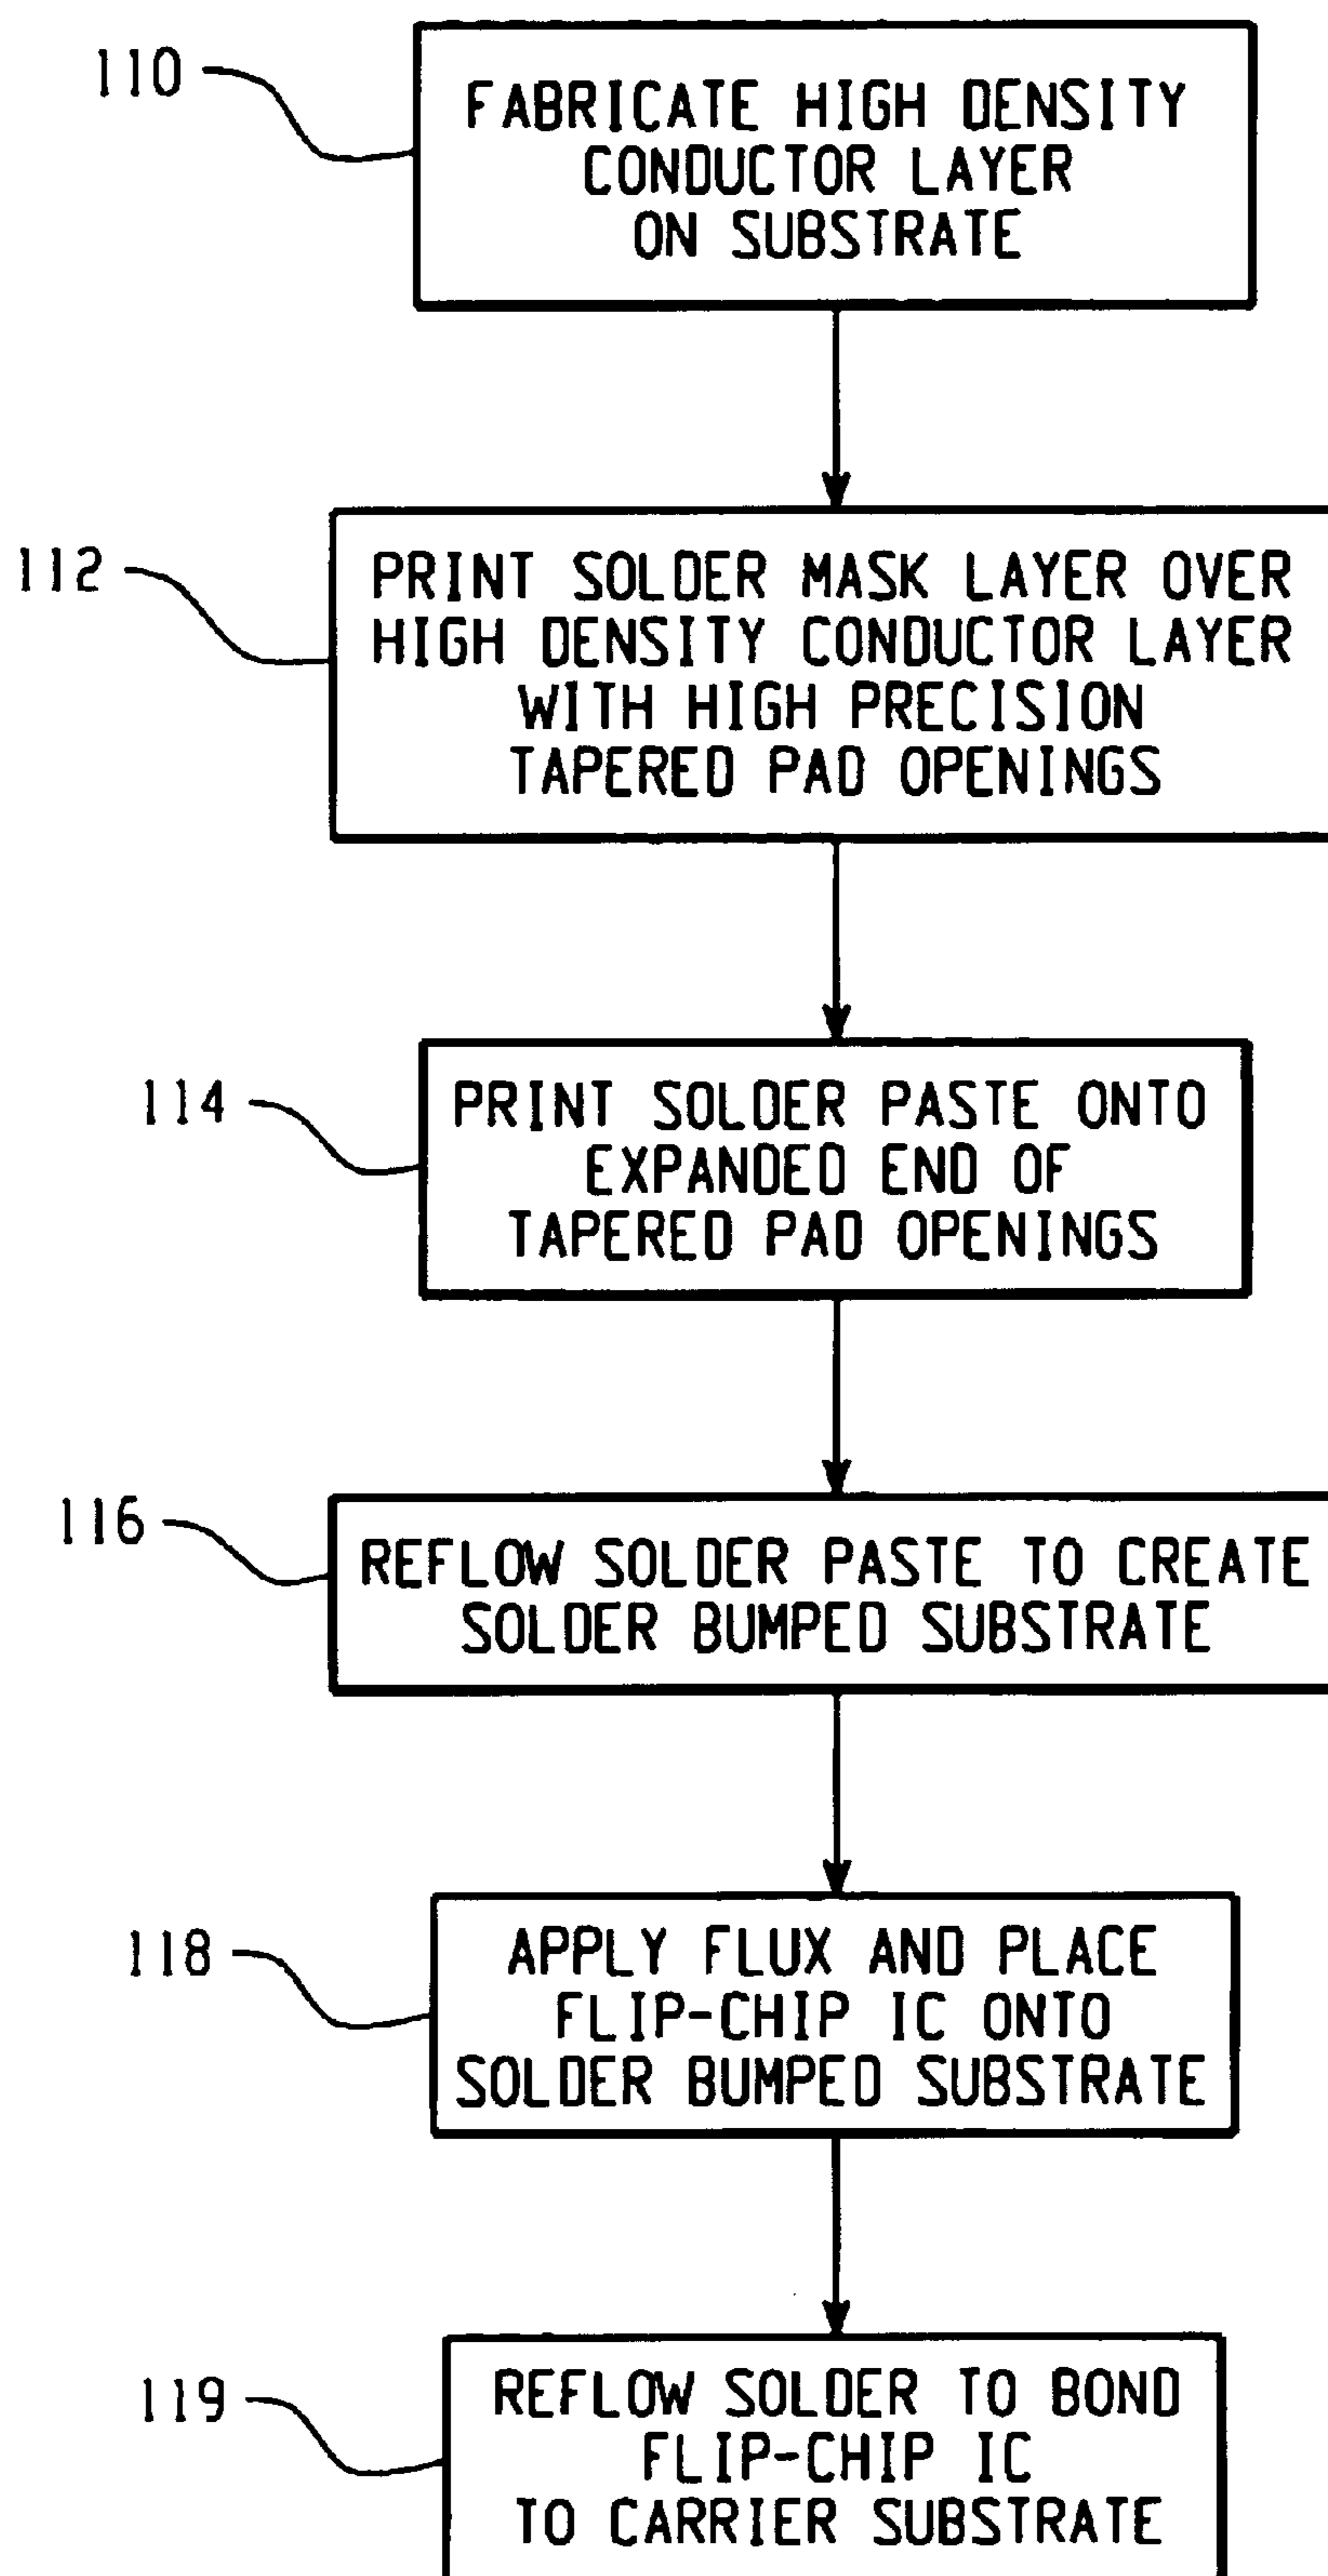 110
FABRICATE HIGH DENSITY
CONDUCTOR LAYER
ON SUBSTRATE
112
PRINT SOLDER MASK LAYER OVER
HIGH DENSITY CONDUCTOR LAYER
WITH HIGH PRECISION
TAPERED PAD OPENINGS
114
PRINT SOLDER PASTE ONTO
EXPANDED END OF
TAPERED PAD OPENINGS
116
REFLOW SOLDER PASTE TO CREATE
SOLDER BUMPED SUBSTRATE
118
APPLY FLUX AND PLACE
FLIP-CHIP IC ONTO
SOLDER BUMPED SUBSTRATE
119
REFLOW SOLDER TO BOND
FLIP-CHIP IC
TO CARRIER SUBSTRATE